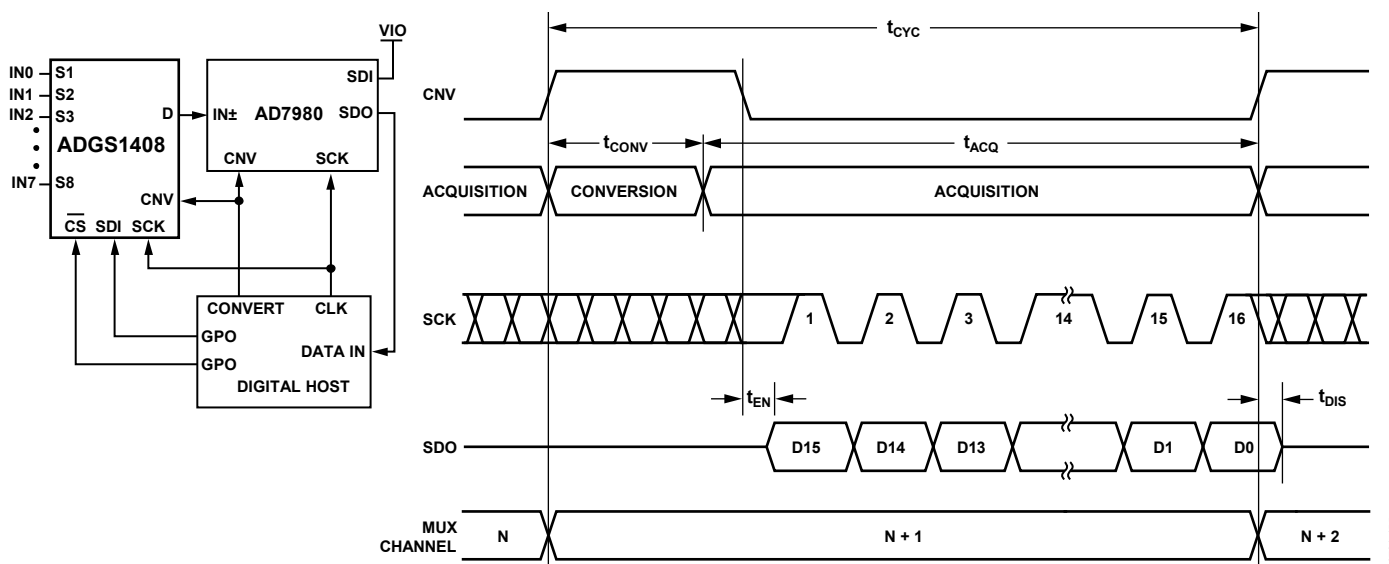 VIO
IN0 S1
IN1 S2
IN2 S3
IN7 S8
D
ADGS1408
CNV
CS SDI SCK
SDI
IN± AD7980 SDO
CNV SCK
CONVERT CLK
GPO
GPO
DATA IN
DIGITAL HOST
tCYC
CNV
tCONV tACQ
ACQUISITION CONVERSION ACQUISITION
SCK 1 2 3 14 15 16
tEN tDIS
SDO D15 D14 D13 D1 D0
MUX
CHANNEL N N + 1 N + 2